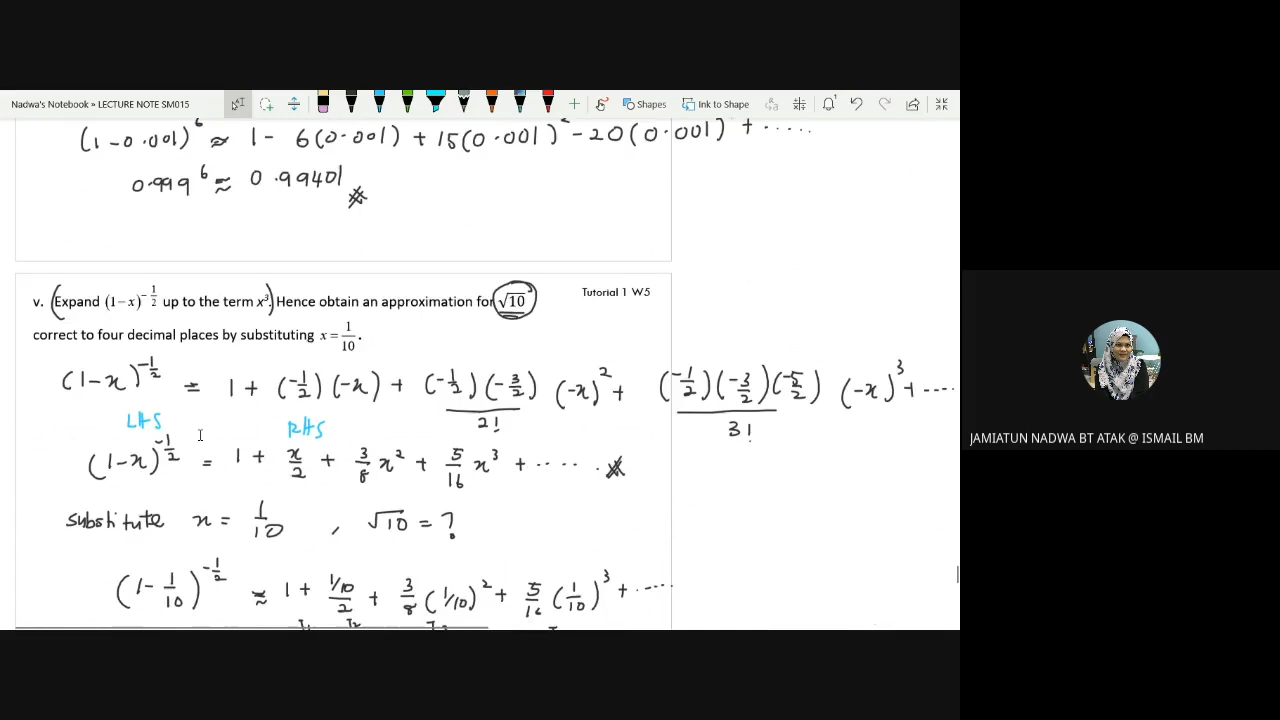 Nadwa's Notebook » LECTURE NOTE SM015
Shapes
Ink to Shape
(1-0.001)^6 ≈ 1 - 6(0.001) + 15(0.001)^2 - 20(0.001) + .....
0.999^6 ≈ 0.99401
Tutorial 1 W5
v. (Expand (1-x)^{-1/2} up to the term x³.) Hence obtain an approximation for √10
correct to four decimal places by substituting x = 1/10.
(1-x)^{-1/2} = 1 + (-1/2)(-x) + (-1/2)(-3/2)/2! (-x)^2 + (-1/2)(-3/2)(-5/2)/3! (-x)^3 + ....
LHS RHS
(1-x)^{-1/2} = 1 + x/2 + 3/8 x^2 + 5/16 x^3 + .....
substitute x = 1/10 , √10 = ?
(1 - 1/10)^{-1/2} ≈ 1 + (1/10)/2 + 3/8 (1/10)^2 + 5/16 (1/10)^3 + .....
JAMIATUN NADWA BT ATAK @ ISMAIL BM